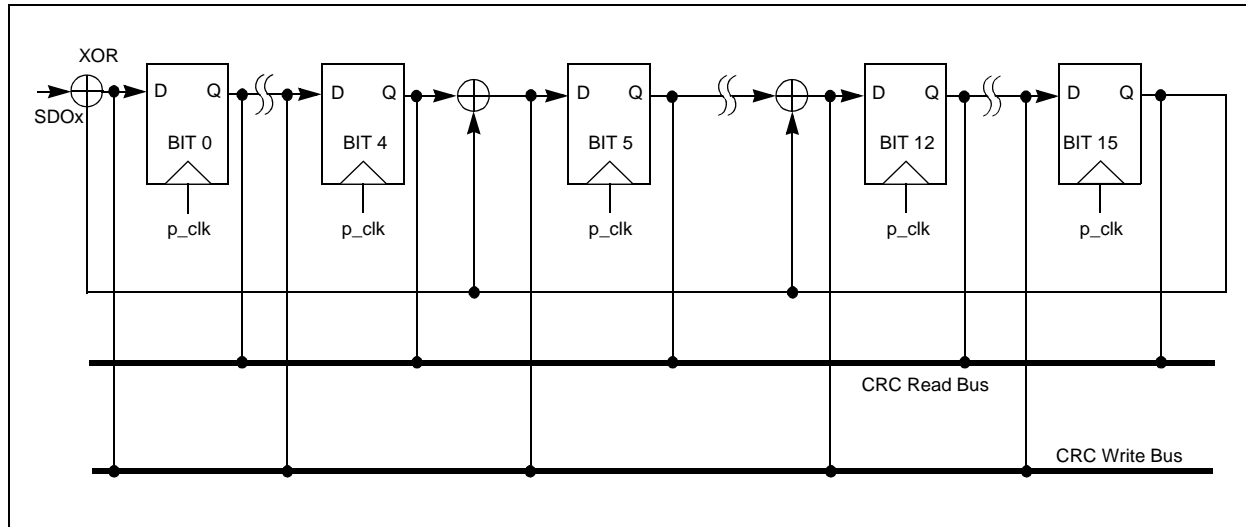 XOR
SDOx
D Q
BIT 0
p_clk
D Q
BIT 4
p_clk
D Q
BIT 5
p_clk
D Q
BIT 12
p_clk
D Q
BIT 15
p_clk
CRC Read Bus
CRC Write Bus